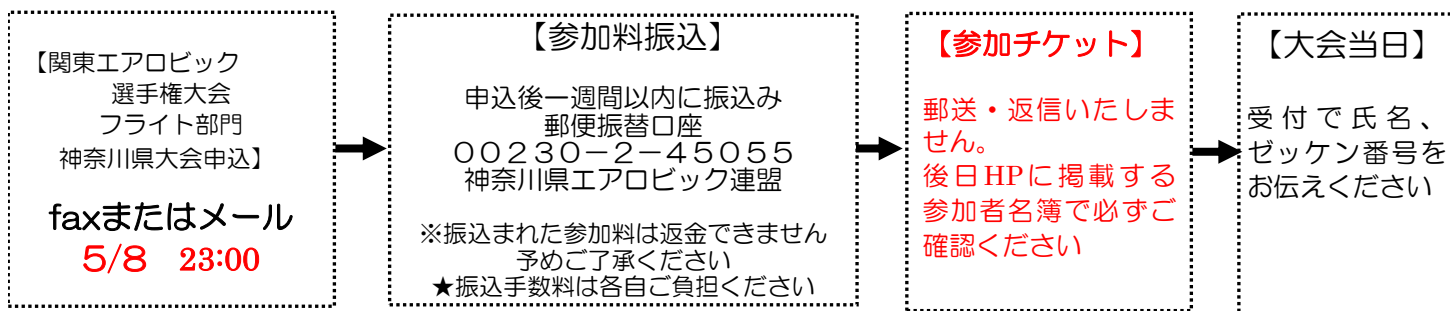 【関東エアロビック
選手権大会
フライト部門
神奈川県大会申込】
faxまたはメール
5/8 23:00
【参加料振込】
申込後一週間以内に振込み
郵便振替口座
００２３０－２－４５０５５
神奈川県エアロビック連盟
※振込まれた参加料は返金できません
予めご了承ください
★振込手数料は各自ご負担ください
【参加チケット】
郵送・返信いたしま
せん。
後日HPに掲載する
参加者名簿で必ずご
確認ください
【大会当日】
受付で氏名、
ゼッケン番号を
お伝えください